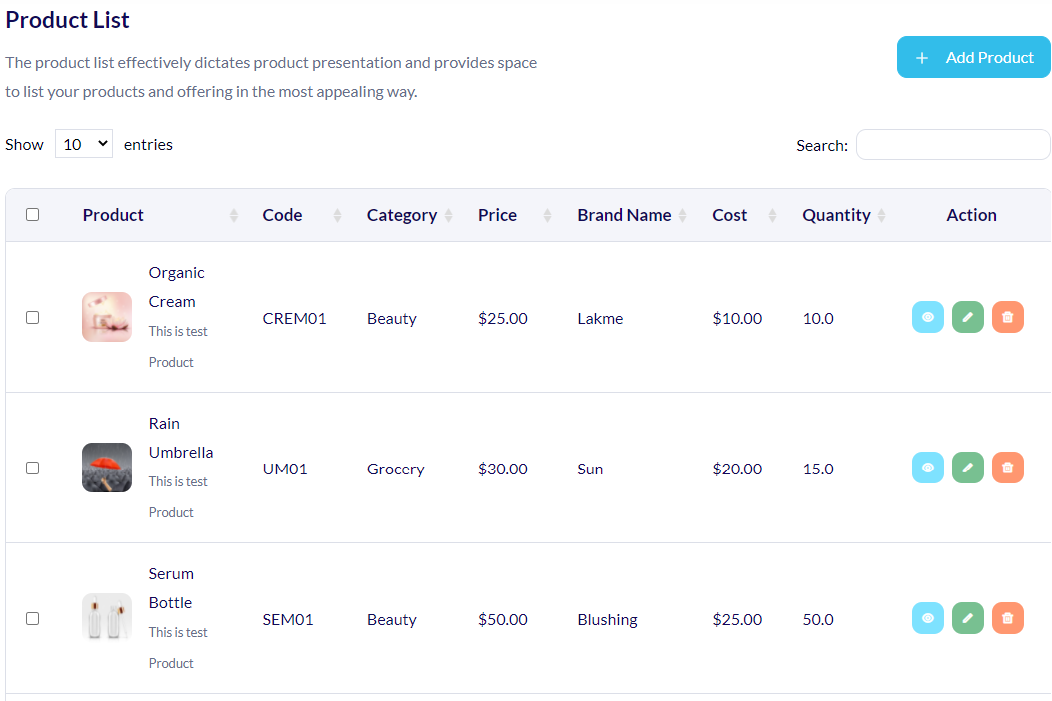 Product List
The product list effectively dictates product presentation and provides space
to list your products and offering in the most appealing way.
+ Add Product
Show 10 entries
Search:
Product Code Category Price Brand Name Cost Quantity Action
Organic
Cream
This is test
Product
CREM01 Beauty $25.00 Lakme $10.00 10.0
Rain
Umbrella
This is test
Product
UM01 Grocery $30.00 Sun $20.00 15.0
Serum
Bottle
This is test
Product
SEM01 Beauty $50.00 Blushing $25.00 50.0